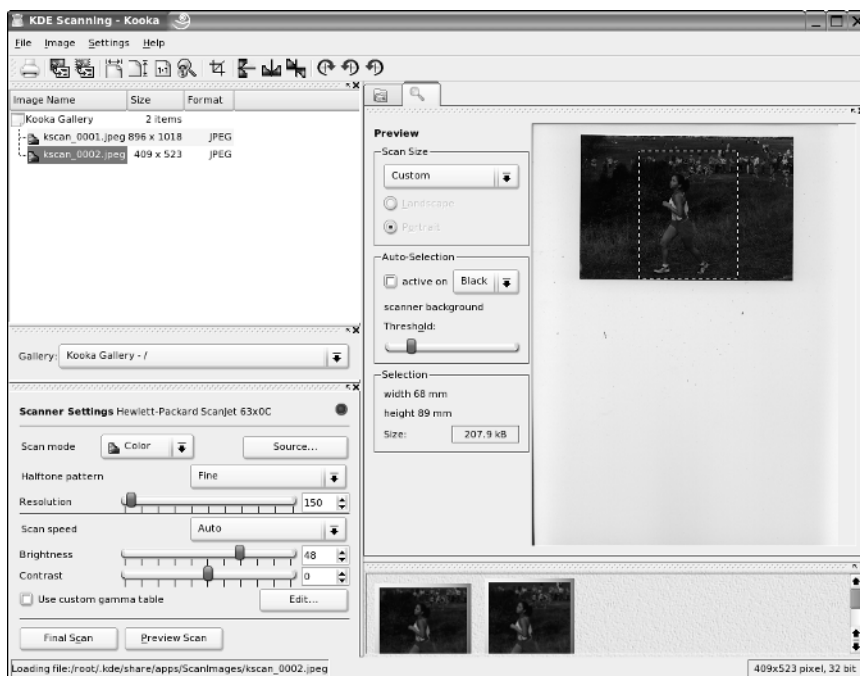 KDE Scanning - Kooka
File Image Settings Help
Image Name Size Format
Kooka Gallery 2 items
kscan_0001.jpeg 896 x 1018 JPEG
kscan_0002.jpeg 409 x 523 JPEG
Gallery: Kooka Gallery - /
Scanner Settings Hewlett-Packard ScanJet 63x0C
Scan mode Color Source...
Halftone pattern Fine
Resolution 150
Scan speed Auto
Brightness 48
Contrast 0
Use custom gamma table Edit...
Final Scan Preview Scan
Preview
Scan Size
Custom
Landscape
Portrait
Auto-Selection
active on Black
scanner background
Threshold:
Selection
width 68 mm
height 89 mm
Size: 207.9 kB
Loading file:/root/.kde/share/apps/ScanImages/kscan_0002.jpeg 409x523 pixel, 32 bit